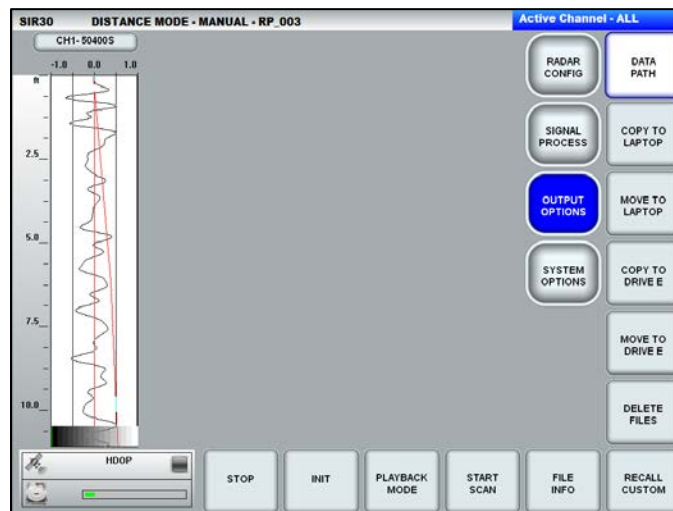 SIR30 DISTANCE MODE - MANUAL - RP_003 Active Channel - ALL
CH1- 50400S
-1.0 0.0 1.0
ft
2.5
5.0
7.5
10.0
RADAR
CONFIG
SIGNAL
PROCESS
OUTPUT
OPTIONS
SYSTEM
OPTIONS
DATA
PATH
COPY TO
LAPTOP
MOVE TO
LAPTOP
COPY TO
DRIVE E
MOVE TO
DRIVE E
DELETE
FILES
HDOP
STOP
INIT
PLAYBACK
MODE
START
SCAN
FILE
INFO
RECALL
CUSTOM